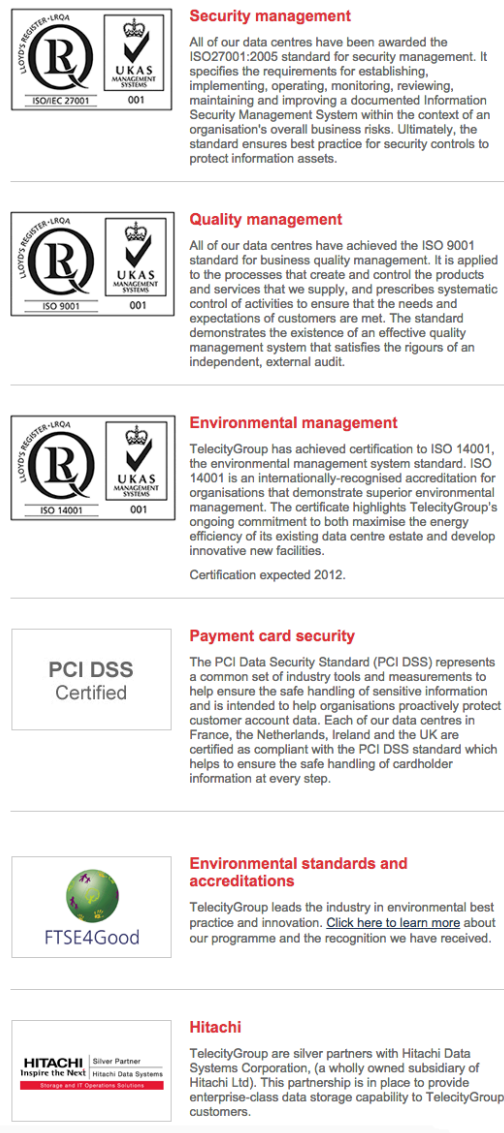 Security management
LLOYD'S REGISTER • LRQA
UKAS
MANAGEMENT
SYSTEMS
ISO/IEC 27001
001
All of our data centres have been awarded the
ISO27001:2005 standard for security management. It
specifies the requirements for establishing,
implementing, operating, monitoring, reviewing,
maintaining and improving a documented Information
Security Management System within the context of an
organisation's overall business risks. Ultimately, the
standard ensures best practice for security controls to
protect information assets.
Quality management
LLOYD'S REGISTER • LRQA
UKAS
MANAGEMENT
SYSTEMS
ISO 9001
001
All of our data centres have achieved the ISO 9001
standard for business quality management. It is applied
to the processes that create and control the products
and services that we supply, and prescribes systematic
control of activities to ensure that the needs and
expectations of customers are met. The standard
demonstrates the existence of an effective quality
management system that satisfies the rigours of an
independent, external audit.
Environmental management
LLOYD'S REGISTER • LRQA
UKAS
MANAGEMENT
SYSTEMS
ISO 14001
001
TelecityGroup has achieved certification to ISO 14001,
the environmental management system standard. ISO
14001 is an internationally-recognised accreditation for
organisations that demonstrate superior environmental
management. The certificate highlights TelecityGroup's
ongoing commitment to both maximise the energy
efficiency of its existing data centre estate and develop
innovative new facilities.
Certification expected 2012.
Payment card security
PCI DSS
Certified
The PCI Data Security Standard (PCI DSS) represents
a common set of industry tools and measurements to
help ensure the safe handling of sensitive information
and is intended to help organisations proactively protect
customer account data. Each of our data centres in
France, the Netherlands, Ireland and the UK are
certified as compliant with the PCI DSS standard which
helps to ensure the safe handling of cardholder
information at every step.
Environmental standards and
accreditations
FTSE4Good
TelecityGroup leads the industry in environmental best
practice and innovation. Click here to learn more about
our programme and the recognition we have received.
Hitachi
HITACHI
Inspire the Next
Silver Partner
Hitachi Data Systems
Storage and IT Operations Solutions
TelecityGroup are silver partners with Hitachi Data
Systems Corporation, (a wholly owned subsidiary of
Hitachi Ltd). This partnership is in place to provide
enterprise-class data storage capability to TelecityGroup
customers.